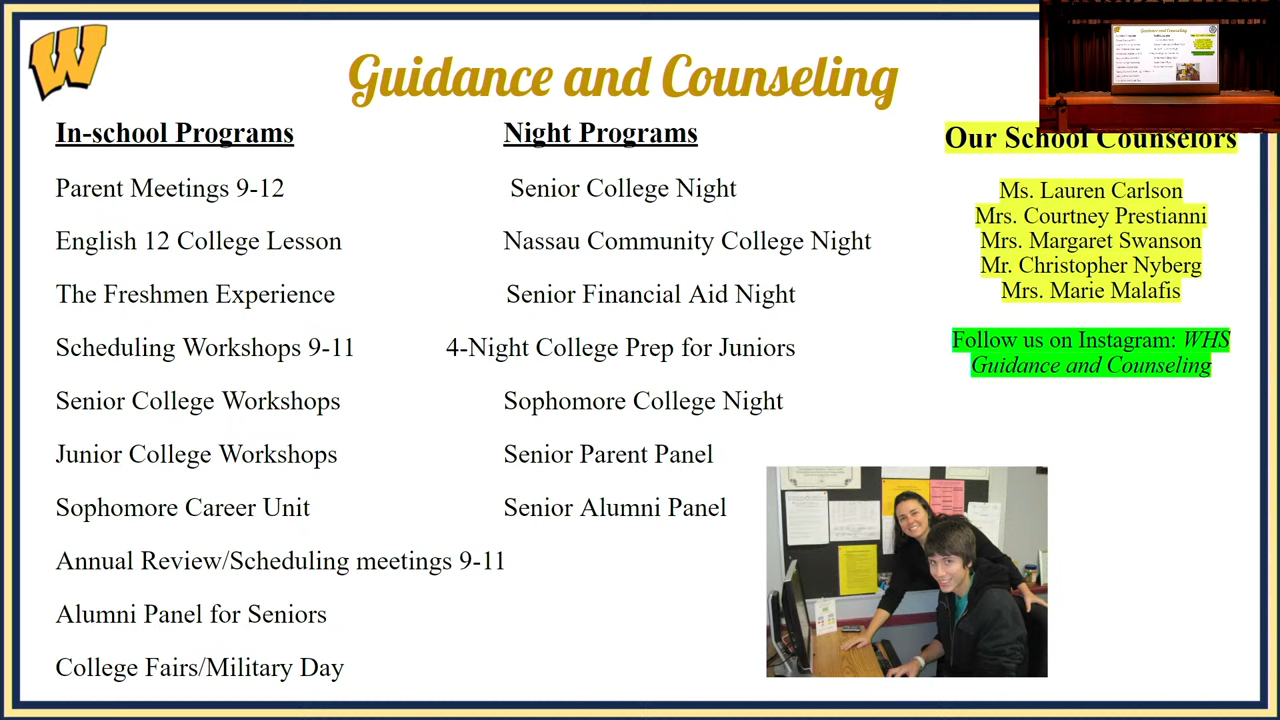 W
Guidance and Counseling
In-school Programs
Parent Meetings 9-12
English 12 College Lesson
The Freshmen Experience
Scheduling Workshops 9-11
Senior College Workshops
Junior College Workshops
Sophomore Career Unit
Annual Review/Scheduling meetings 9-11
Alumni Panel for Seniors
College Fairs/Military Day
Night Programs
Senior College Night
Nassau Community College Night
Senior Financial Aid Night
4-Night College Prep for Juniors
Sophomore College Night
Senior Parent Panel
Senior Alumni Panel
Our School Counselors
Ms. Lauren Carlson
Mrs. Courtney Prestianni
Mrs. Margaret Swanson
Mr. Christopher Nyberg
Mrs. Marie Malafis
Follow us on Instagram: WHS
Guidance and Counseling